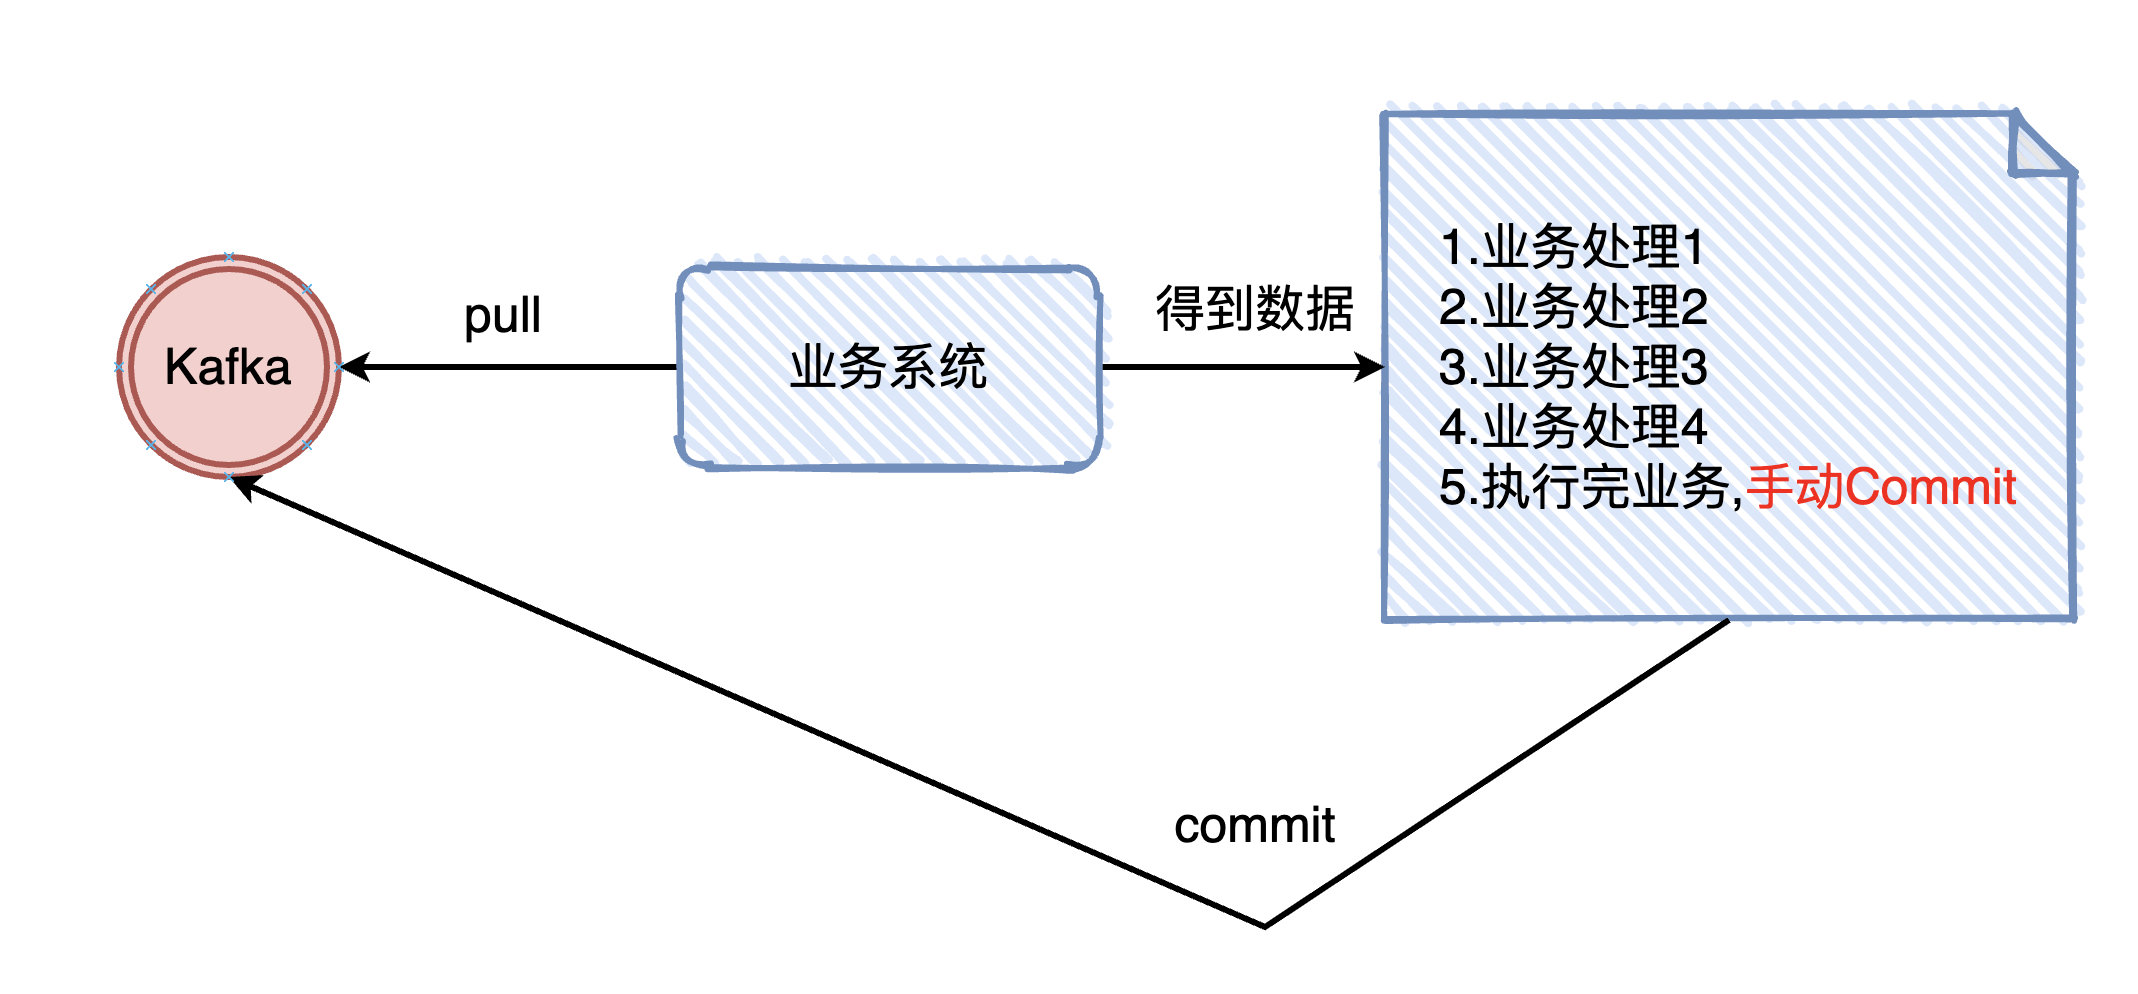 Kafka
pull
业务系统
得到数据
1.业务处理1
2.业务处理2
3.业务处理3
4.业务处理4
5.执行完业务,手动Commit
commit